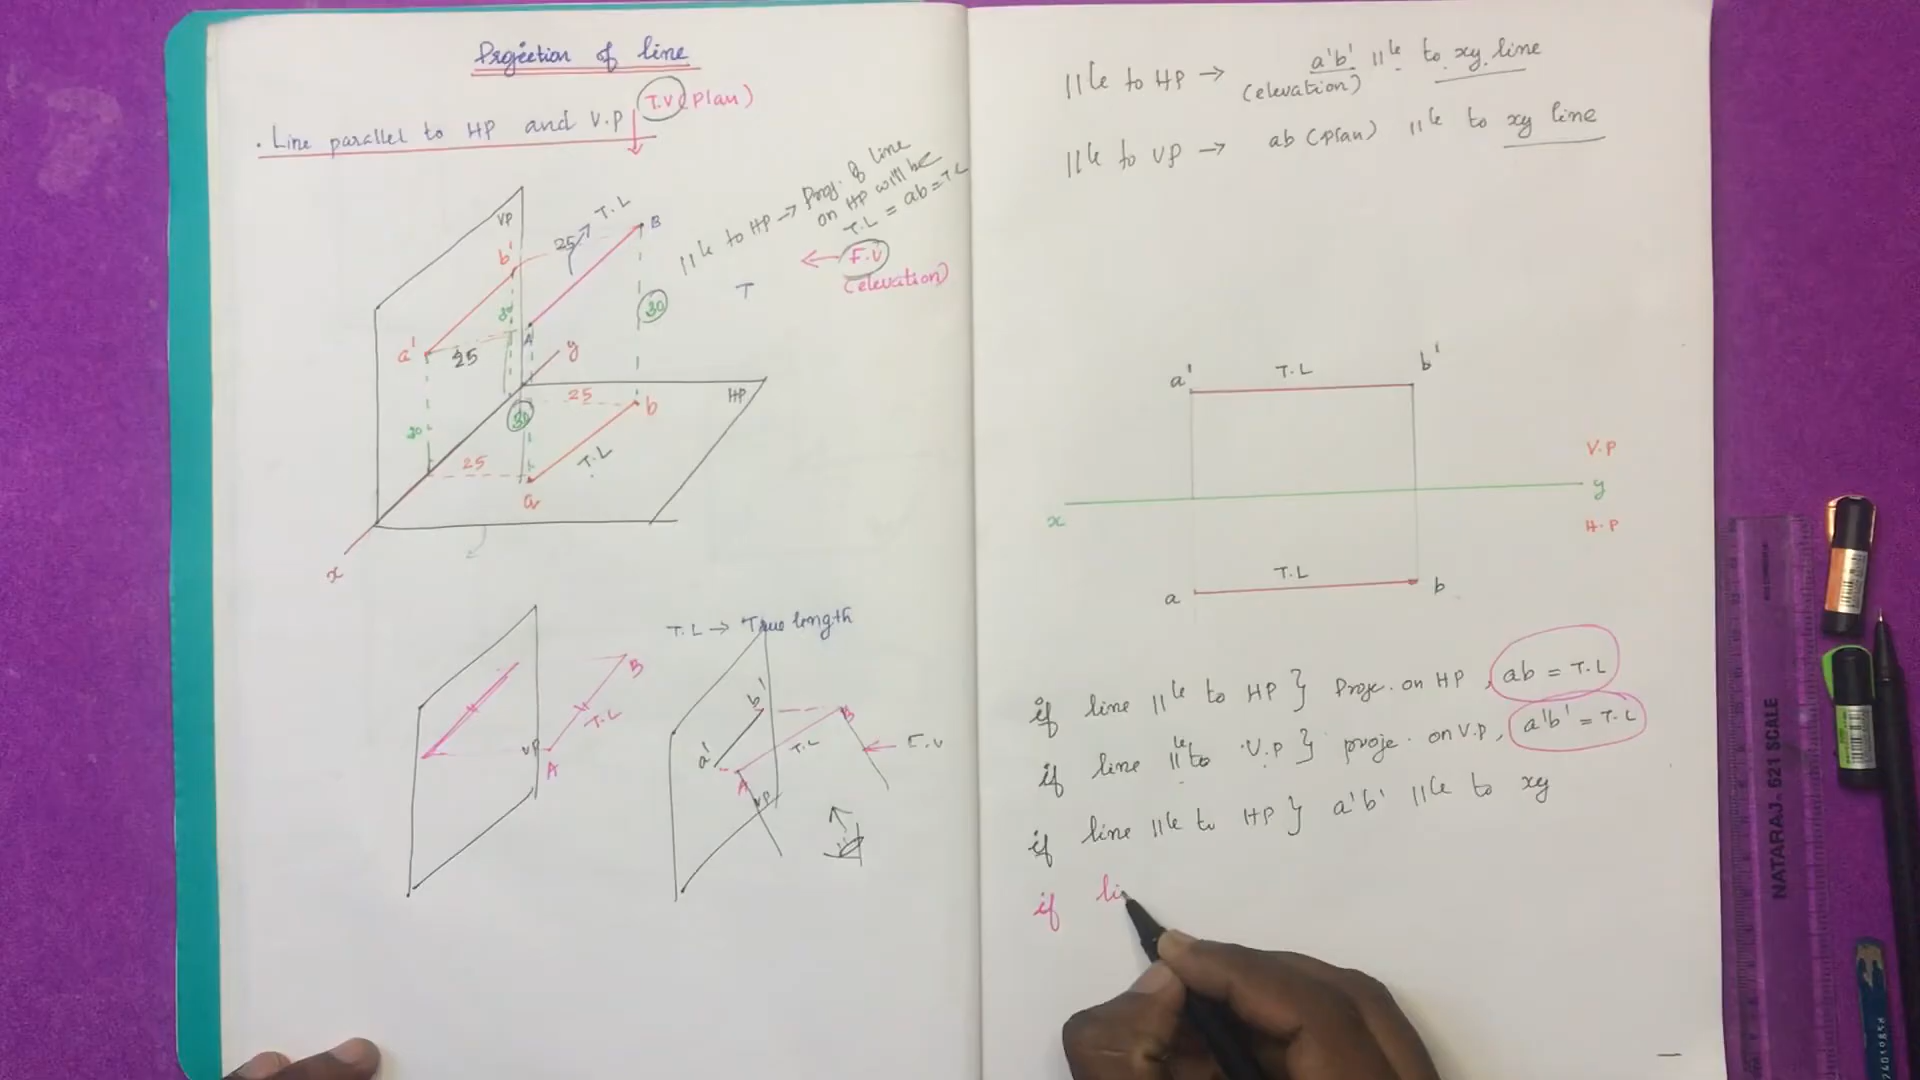 Projection of line
T.V (Plan)
. Line parallel to HP and V.P
VP
T.L
B
25
b'
30
A
a'
25
y
30
25
HP
b
30
30
25
T.L
a
x
||le to HP → Proj. of line
on HP will be
T.L = ab = T.L
T
F.V
(elevation)
T.L → True length
B
T.L
VP
A
b'
B
a'
T.L
F.V
A
VP
||le to HP → a'b' ||le to xy line
(elevation)
||le to VP → ab (plan) ||le to xy line
a' T.L b'
V.P
x y
H.P
a T.L b
if line ||le to HP } Proje. on HP, ab = T.L
if line ||le to V.P } proje. on V.P, a'b' = T.L
if line ||le to HP } a'b' ||le to xy
if li
NATARAJ 621 SCALE